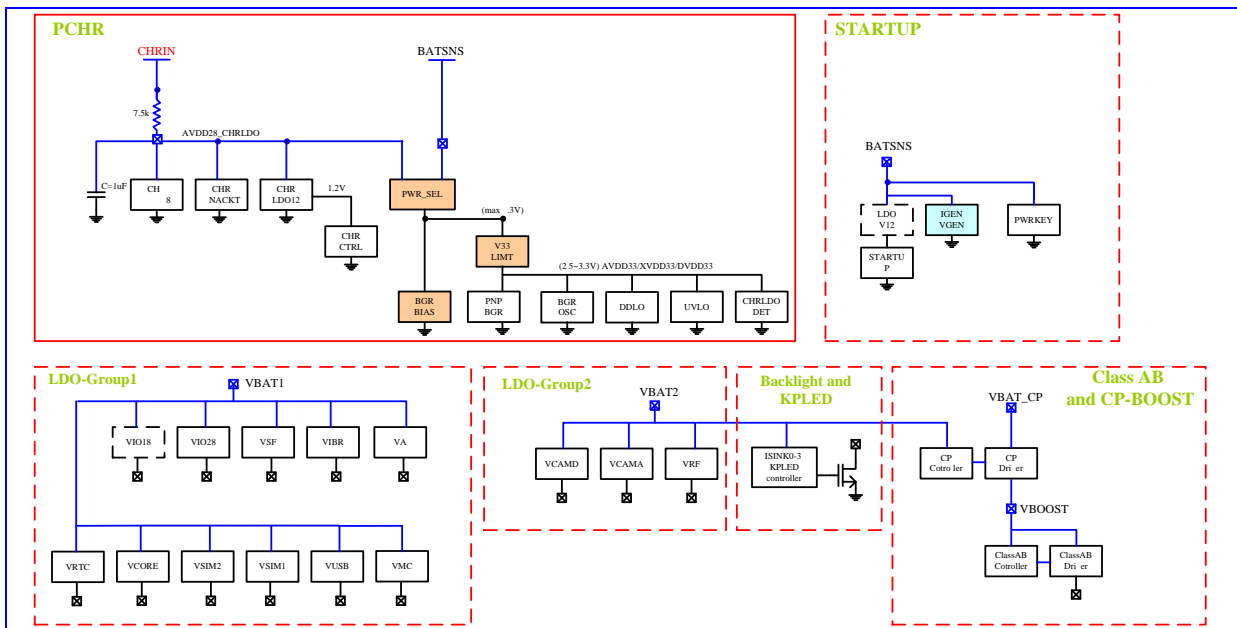 PCHR
CHRIN
BATSNS
7.5k
AVDD28_CHRLDO
C=1uF
CH
8
CHR
NACKT
CHR
LDO12
1.2V
CHR
CTRL
PWR_SEL
(max .3V)
V33
LIMT
(2 5~3.3V) AVDD33/XVDD33/DVDD33
BGR
BIAS
PNP
BGR
BGR
OSC
DDLO
UVLO
CHRLDO
DET
STARTUP
BATSNS
LDO
V12
IGEN
VGEN
PWRKEY
STARTU
P
LDO-Group1
VBAT1
VIO18
VIO28
VSF
VIBR
VA
VRTC
VCORE
VSIM2
VSIM1
VUSB
VMC
LDO-Group2
VBAT2
VCAMD
VCAMA
VRF
Backlight and
KPLED
ISINK0-3
KPLED
controller
Class AB
and CP-BOOST
VBAT_CP
CP
Cotro ler
CP
Dri er
VBOOST
ClassAB
Cotroller
ClassAB
Dri er